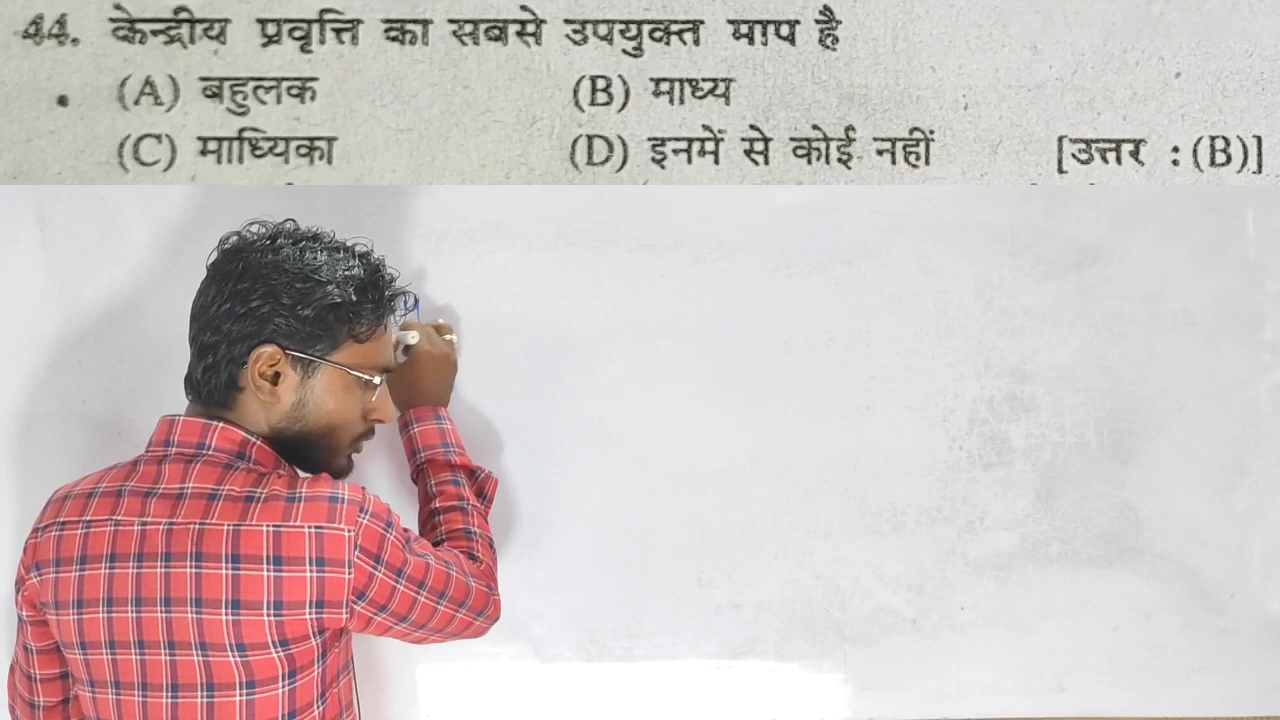 44. केन्द्रीय प्रवृत्ति का सबसे उपयुक्त माप है
(A) बहुलक (B) माध्य
(C) माध्यिका (D) इनमें से कोई नहीं [उत्तर : (B)]